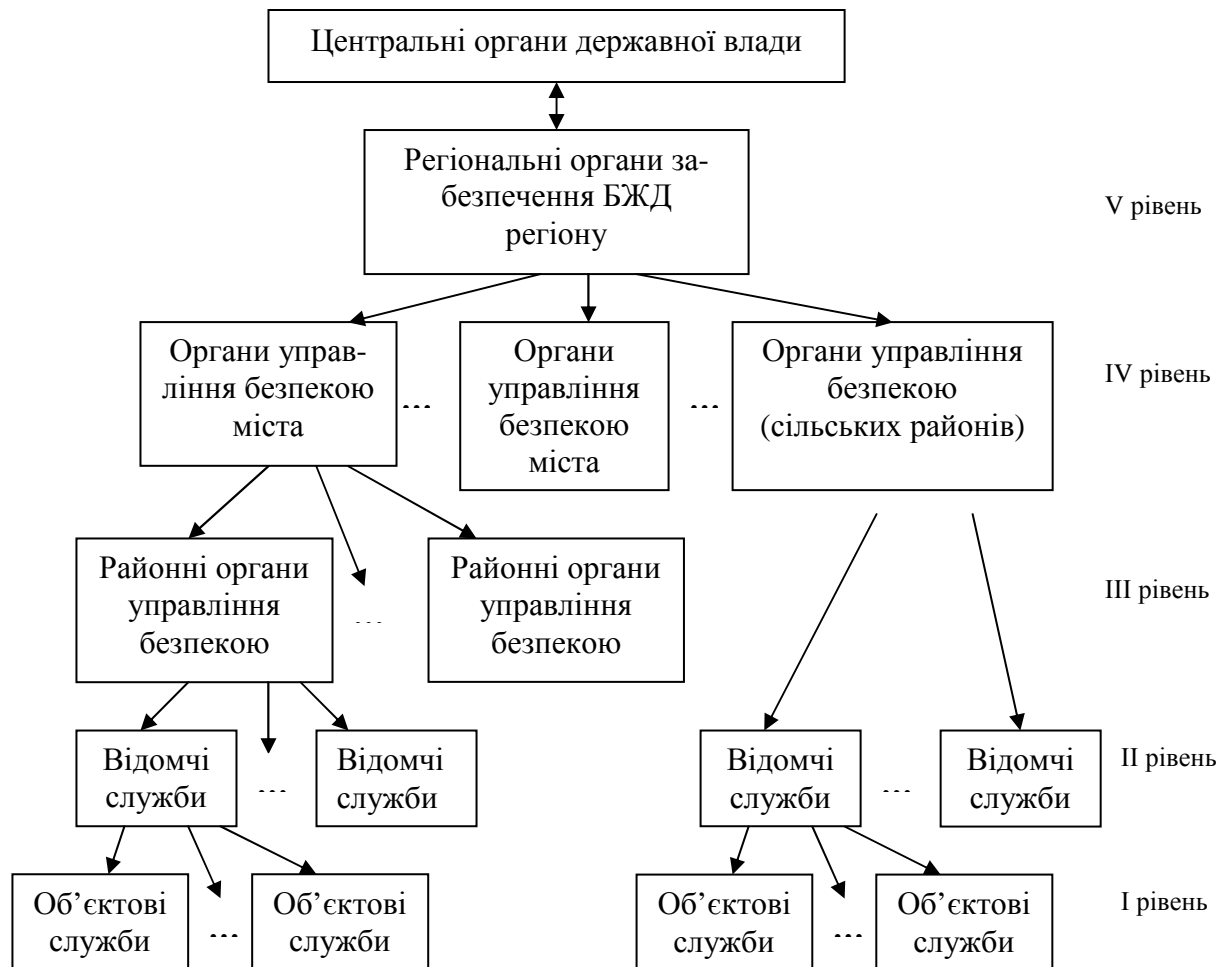 Центральні органи державної влади
Регіональні органи за-
безпечення БЖД
регіону
V рівень
Органи управ-
ління безпекою
міста
...
Органи
управління
безпекою
міста
...
Органи управління
безпекою
(сільських районів)
IV рівень
Районні органи
управління
безпекою
...
Районні органи
управління
безпекою
III рівень
Відомчі
служби
...
Відомчі
служби
Відомчі
служби
...
Відомчі
служби
II рівень
Об’єктові
служби
...
Об’єктові
служби
Об’єктові
служби
...
Об’єктові
служби
I рівень